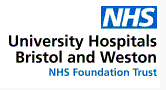 NHS
University Hospitals
Bristol and Weston
NHS Foundation Trust